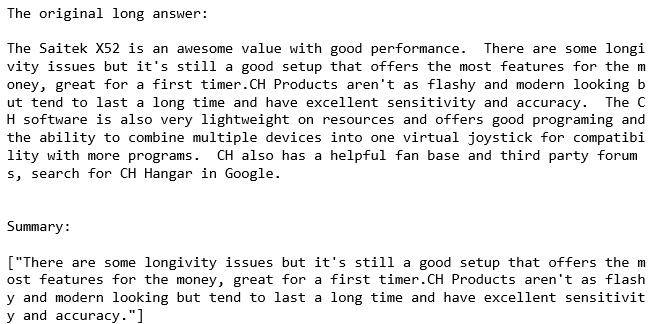 The original long answer:
The Saitek X52 is an awesome value with good performance.  There are some longi
vity issues but it's still a good setup that offers the most features for the m
oney, great for a first timer.CH Products aren't as flashy and modern looking b
ut tend to last a long time and have excellent sensitivity and accuracy.  The C
H software is also very lightweight on resources and offers good programing and
the ability to combine multiple devices into one virtual joystick for compatibi
lity with more programs.  CH also has a helpful fan base and third party forum
s, search for CH Hangar in Google.
Summary:
["There are some longivity issues but it's still a good setup that offers the m
ost features for the money, great for a first timer.CH Products aren't as flash
y and modern looking but tend to last a long time and have excellent sensitivit
y and accuracy."]